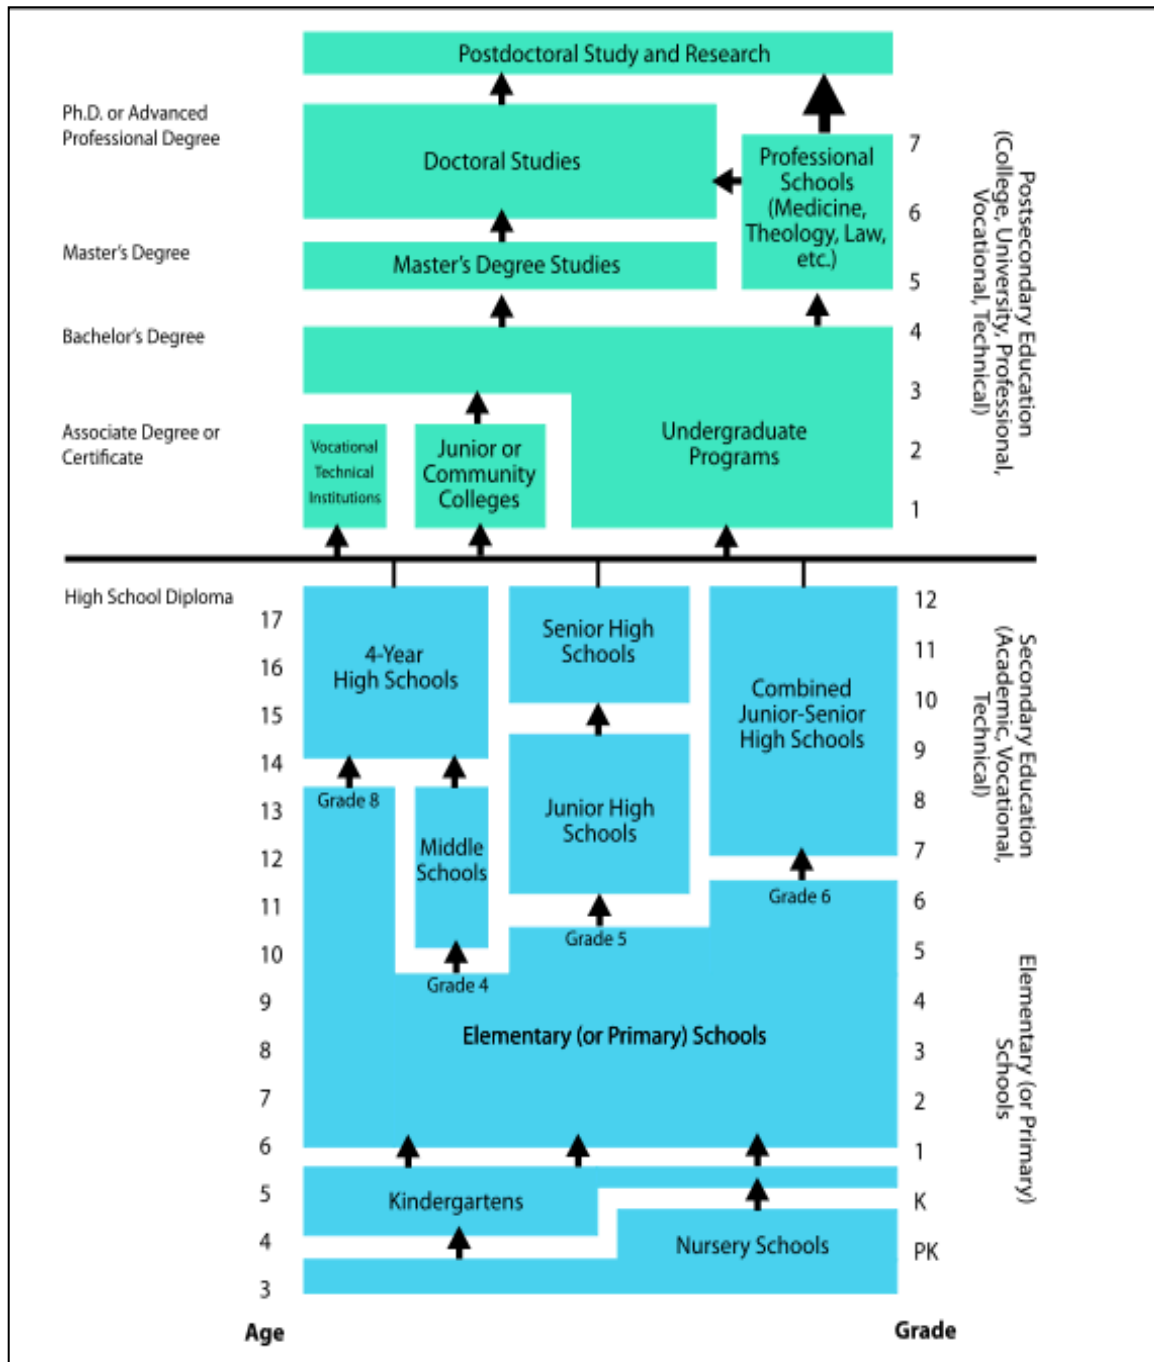 Postdoctoral Study and Research
Ph.D. or Advanced
Professional Degree
Doctoral Studies
Professional
Schools
(Medicine,
Theology, Law,
etc.)
7
6
5
Master's Degree
Master's Degree Studies
Bachelor's Degree
4
3
2
1
Associate Degree or
Certificate
Vocational
Technical
Institutions
Junior or
Community
Colleges
Undergraduate
Programs
Postsecondary Education
(College, University, Professional,
Vocational, Technical)
High School Diploma
17
16
15
14
13
12
11
10
9
8
7
6
5
4
3
Age
4-Year
High Schools
Senior High
Schools
Combined
Junior-Senior
High Schools
Grade 8
Middle
Schools
Junior High
Schools
Grade 6
Grade 5
Grade 4
Elementary (or Primary) Schools
Kindergartens
Nursery Schools
12
11
10
9
8
7
6
5
4
3
2
1
K
PK
Grade
Secondary Education
(Academic, Vocational,
Technical)
Elementary (or Primary)
Schools